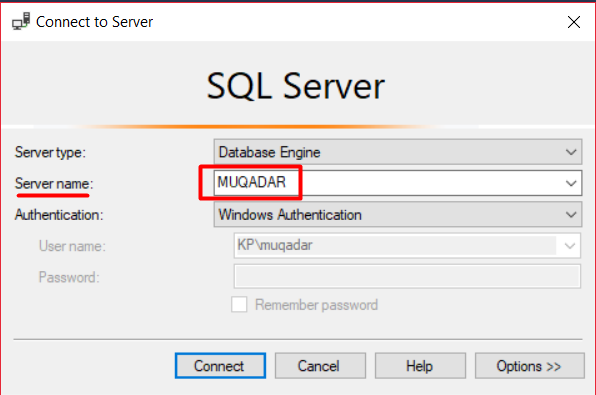 Connect to Server
SQL Server
Server type: Database Engine
Server name: MUQADAR
Authentication: Windows Authentication
User name: KP\muqadar
Password:
Remember password
Connect Cancel Help Options >>